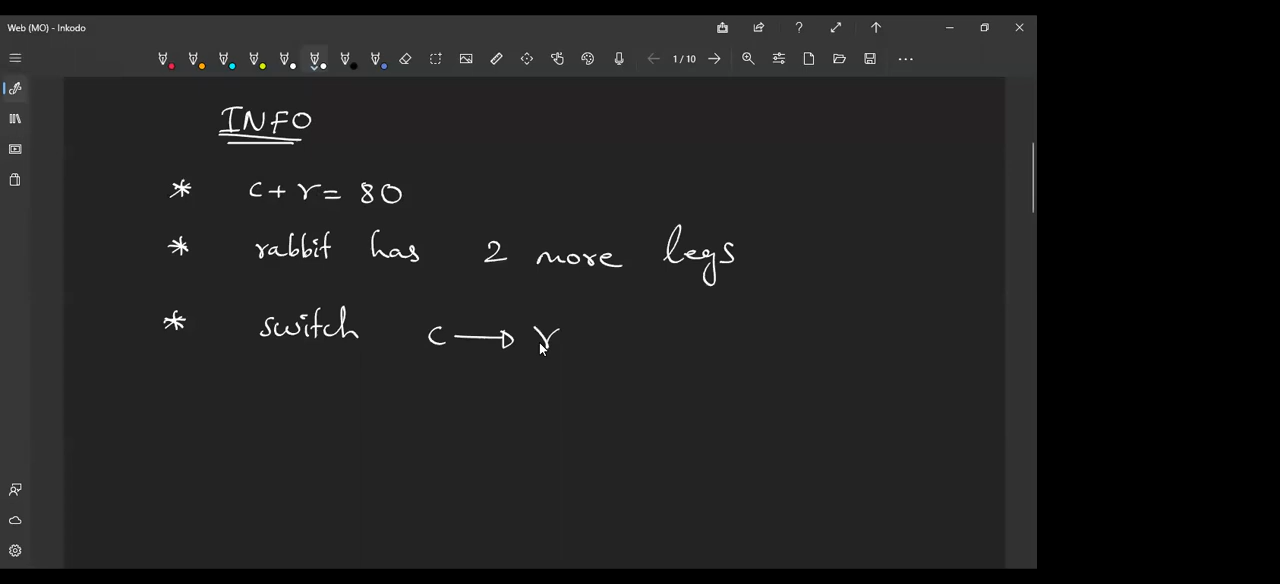 Web (MO) - Inkodo
1 / 10
INFO
* c + r = 80
* rabbit has 2 more legs
* switch c → r